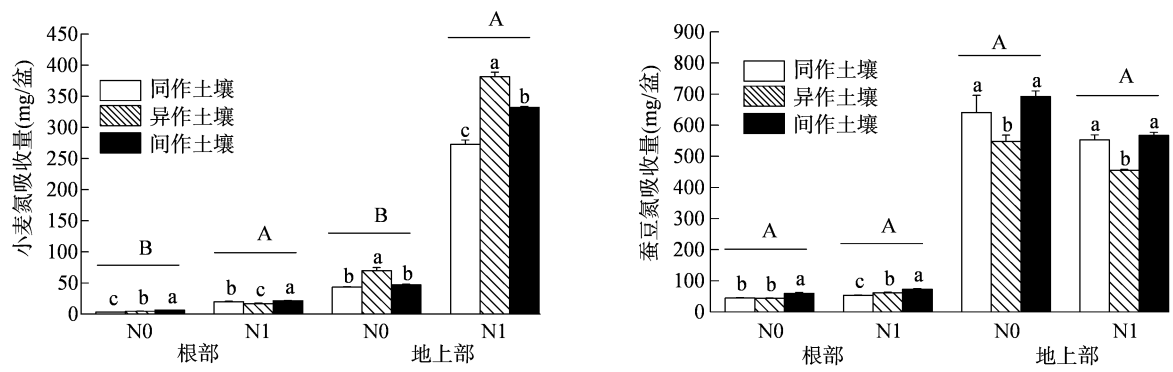 小麦氮吸收量(mg/盆)
450
400
350
300
250
200
150
100
50
0
同作土壤
异作土壤
间作土壤
B
A
B
A
c b a
b c a
b a b
c a b
N0 N1 N0 N1
根部 地上部
蚕豆氮吸收量(mg/盆)
900
800
700
600
500
400
300
200
100
0
同作土壤
异作土壤
间作土壤
A
A
A
A
b b a
c b a
a b a
a b a
N0 N1 N0 N1
根部 地上部